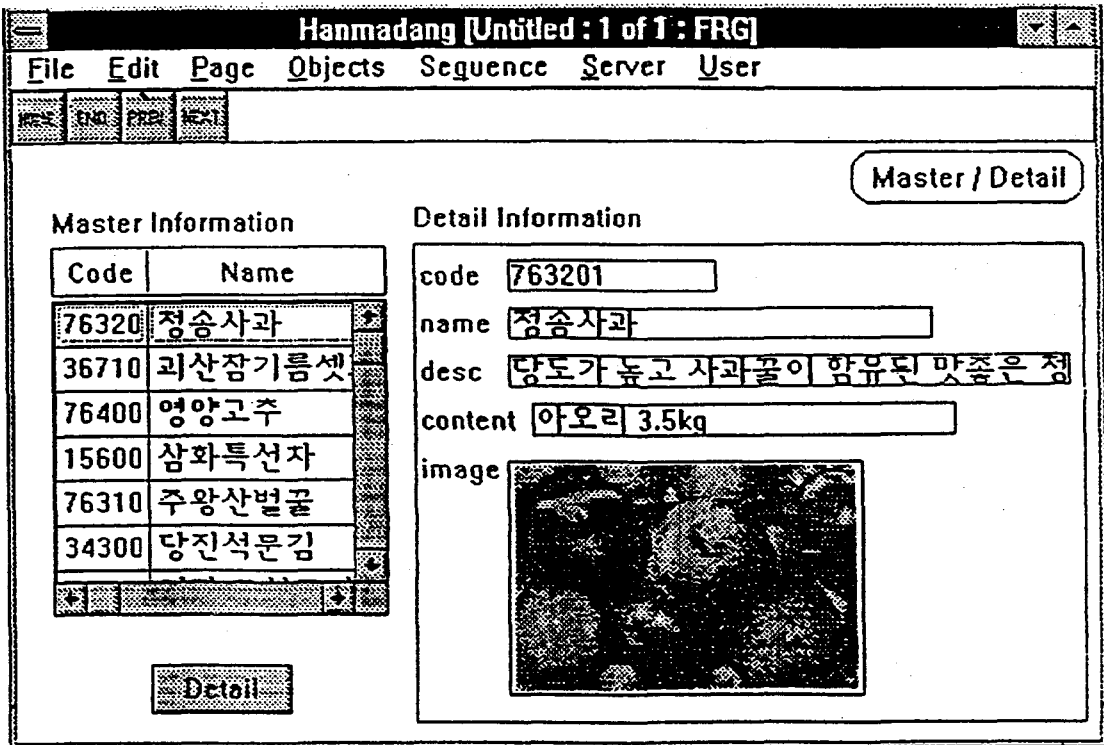 Hanmadang [Untitled : 1 of 1 : FRG]
File Edit Page Objects Sequence Server User
END PREV NEXT
Master / Detail
Master Information
Code Name
76320 정송사과
36710 괴산참기름셋
76400 영양고추
15600 삼화특선차
76310 주왕산벌꿀
34300 당진석문김
Detail
Detail Information
code 763201
name 정송사과
desc 당도가 높고 사과꿀이 함유된 맛좋은 정
content 아오리 3.5kg
image